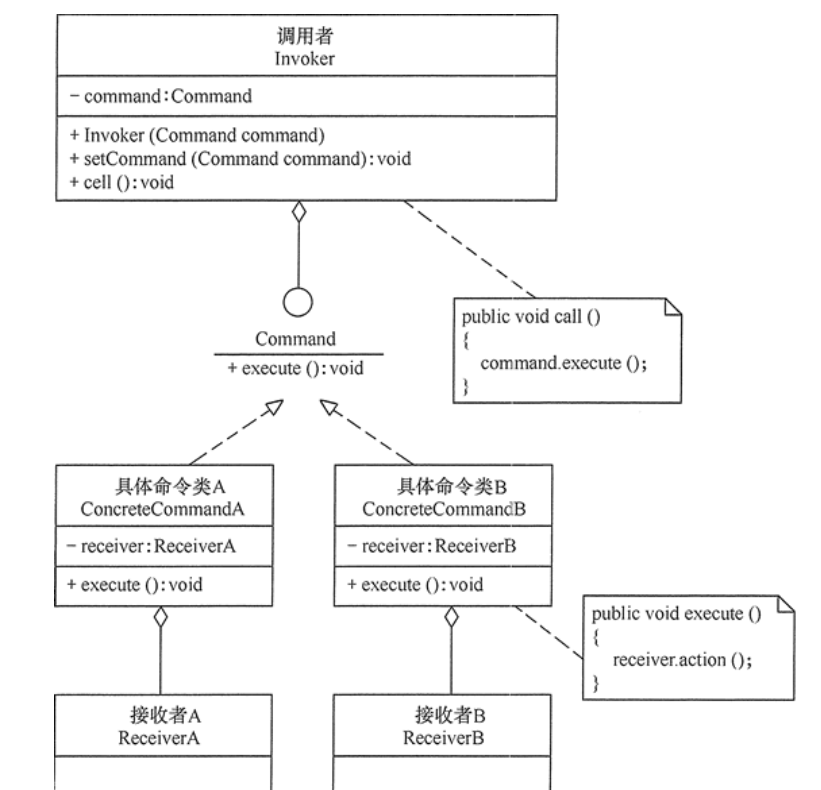 调用者
Invoker
- command:Command
+ Invoker (Command command)
+ setCommand (Command command):void
+ cell ():void
Command
+ execute ():void
public void call ()
{
command.execute ();
}
具体命令类A
ConcreteCommandA
- receiver:ReceiverA
+ execute ():void
具体命令类B
ConcreteCommandB
- receiver:ReceiverB
+ execute ():void
public void execute ()
{
receiver.action ();
}
接收者A
ReceiverA
接收者B
ReceiverB